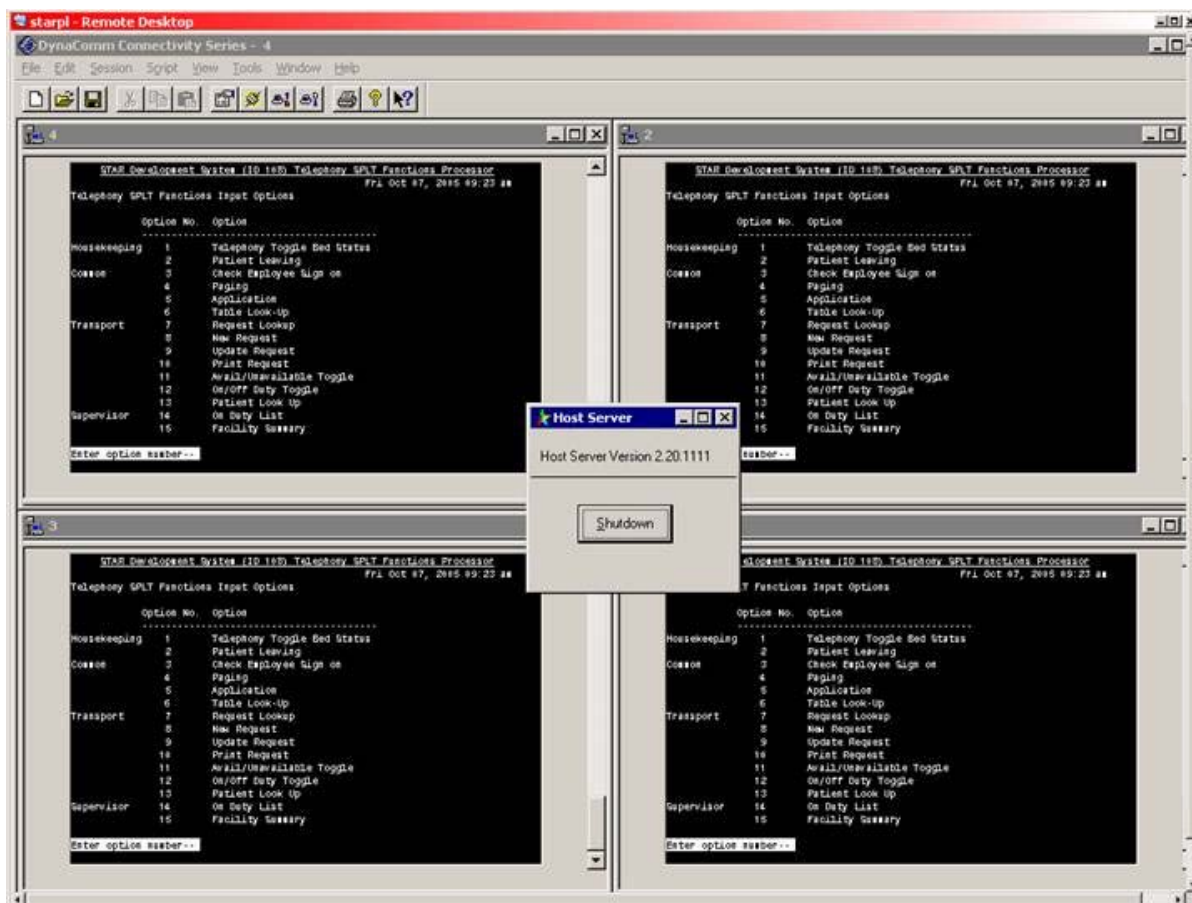 starpl - Remote Desktop
DynaComm Connectivity Series - 4
File Edit Session Script View Tools Window Help
4
STAR Development System (ID 108) Telephony SPLT Functions Processor
Fri Oct 07, 2005 09:23 am
Telephony SPLT Functions Input Options
Option No. Option
Housekeeping 1 Telephony Toggle Bed Status
2 Patient Leaving
Common 3 Check Employee Sign on
4 Paging
5 Application
6 Table Look-Up
Transport 7 Request Lookup
8 New Request
9 Update Request
10 Print Request
11 Avail/Unavailable Toggle
12 On/Off Duty Toggle
13 Patient Look Up
Supervisor 14 On Duty List
15 Facility Summary
Enter option number--
2
STAR Development System (ID 108) Telephony SPLT Functions Processor
Fri Oct 07, 2005 09:23 am
Telephony SPLT Functions Input Options
Option No. Option
Housekeeping 1 Telephony Toggle Bed Status
2 Patient Leaving
Common 3 Check Employee Sign on
4 Paging
5 Application
6 Table Look-Up
Transport 7 Request Lookup
8 New Request
9 Update Request
10 Print Request
11 Avail/Unavailable Toggle
12 On/Off Duty Toggle
13 Patient Look Up
14 On Duty List
15 Facility Summary
number--
Host Server
Host Server Version 2.20.1111
Shutdown
3
STAR Development System (ID 108) Telephony SPLT Functions Processor
Fri Oct 07, 2005 09:23 am
Telephony SPLT Functions Input Options
Option No. Option
Housekeeping 1 Telephony Toggle Bed Status
2 Patient Leaving
Common 3 Check Employee Sign on
4 Paging
5 Application
6 Table Look-Up
Transport 7 Request Lookup
8 New Request
9 Update Request
10 Print Request
11 Avail/Unavailable Toggle
12 On/Off Duty Toggle
13 Patient Look Up
Supervisor 14 On Duty List
15 Facility Summary
Enter option number--
System (ID 108) Telephony SPLT Functions Processor
Fri Oct 07, 2005 09:23 am
Functions Input Options
Option No. Option
Housekeeping 1 Telephony Toggle Bed Status
2 Patient Leaving
Common 3 Check Employee Sign on
4 Paging
5 Application
6 Table Look-Up
Transport 7 Request Lookup
8 New Request
9 Update Request
10 Print Request
11 Avail/Unavailable Toggle
12 On/Off Duty Toggle
13 Patient Look Up
Supervisor 14 On Duty List
15 Facility Summary
Enter option number--